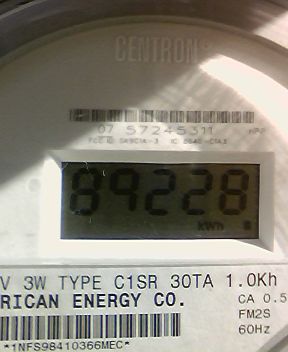 CENTRON®
07 57245311
89228
kWh
V 3W TYPE C1SR 30TA 1.0Kh
RICAN ENERGY CO.
CA 0.5
FM2S
60Hz
*1NFS98410366MEC*